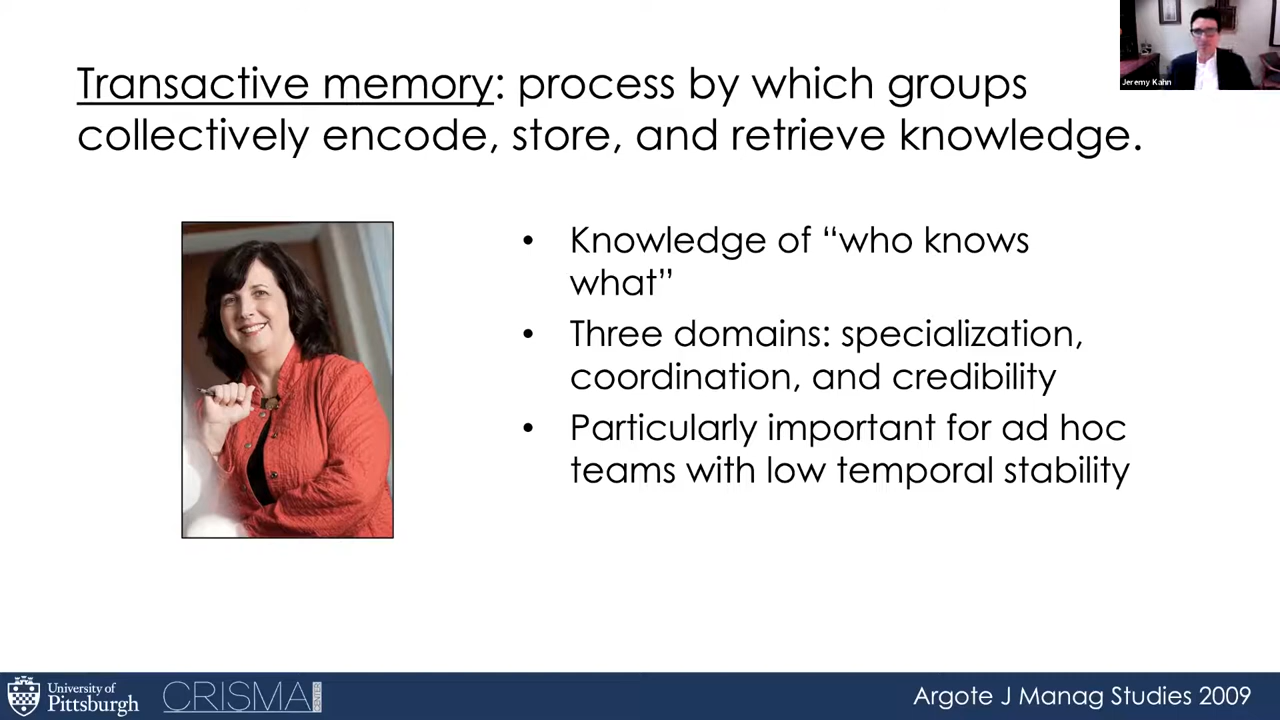 Jeremy Kahn
Transactive memory: process by which groups
collectively encode, store, and retrieve knowledge.
• Knowledge of “who knows
what”
• Three domains: specialization,
coordination, and credibility
• Particularly important for ad hoc
teams with low temporal stability
University of
Pittsburgh
CRISMA
CENTER
Argote J Manag Studies 2009